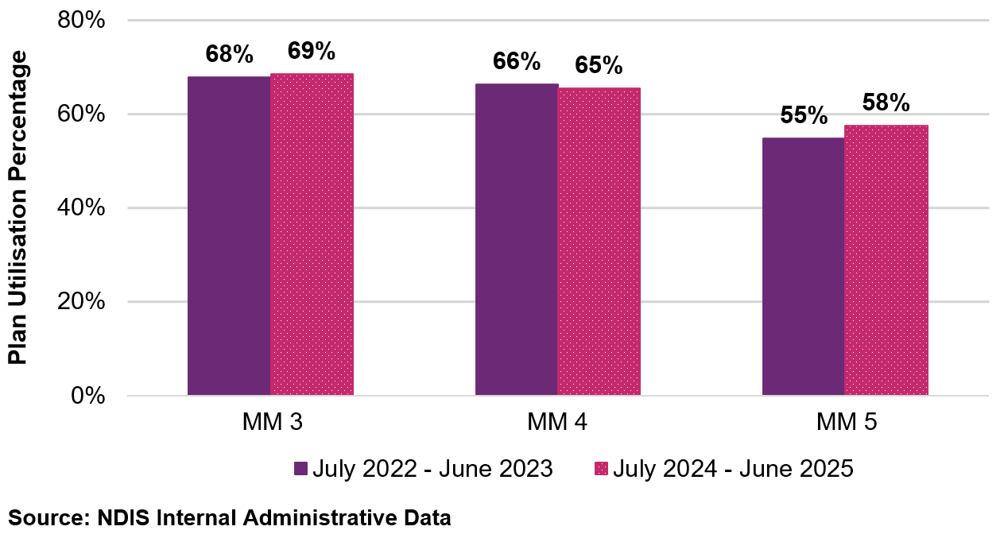 80%
60%
40%
20%
0%
Plan Utilisation Percentage
68%
69%
66%
65%
55%
58%
MM 3
MM 4
MM 5
July 2022 - June 2023
July 2024 - June 2025
Source: NDIS Internal Administrative Data